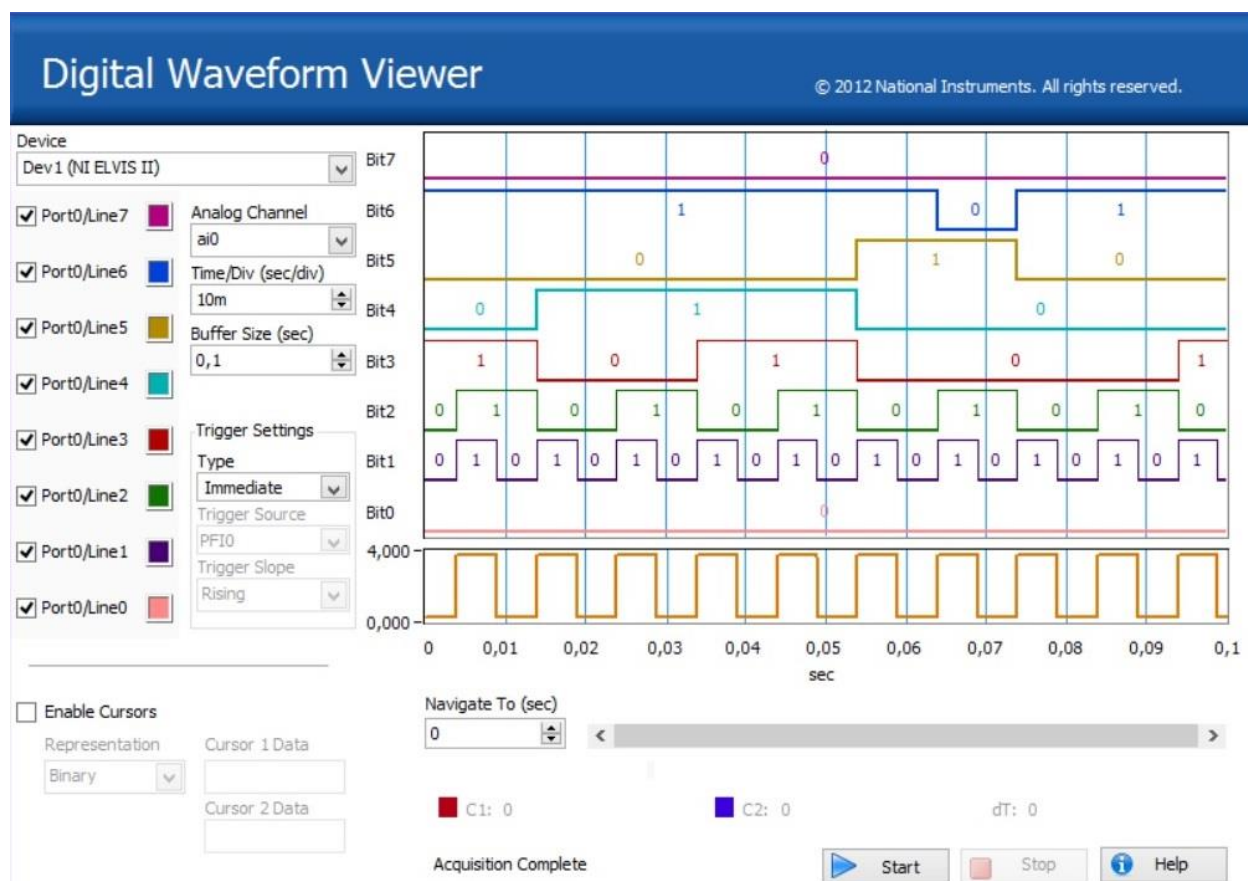 Digital Waveform Viewer
© 2012 National Instruments. All rights reserved.
Device
Dev1 (NI ELVIS II)
Port0/Line7
Port0/Line6
Port0/Line5
Port0/Line4
Port0/Line3
Port0/Line2
Port0/Line1
Port0/Line0
Analog Channel
ai0
Time/Div (sec/div)
10m
Buffer Size (sec)
0,1
Trigger Settings
Type
Immediate
Trigger Source
PFI0
Trigger Slope
Rising
Bit7
0
Bit6
1 0 1
Bit5
0 1 0
Bit4
0 1 0
Bit3
1 0 1 0 1
Bit2
0 1 0 1 0 1 0 1 0 1 0
Bit1
0 1 0 1 0 1 0 1 0 1 0 1 0 1 0 1 0 1 0 1
Bit0
0
4,000
0,000
0 0,01 0,02 0,03 0,04 0,05 0,06 0,07 0,08 0,09 0,1
sec
Enable Cursors
Representation
Binary
Cursor 1 Data
Cursor 2 Data
Navigate To (sec)
0
C1: 0
C2: 0
dT: 0
Acquisition Complete
Start
Stop
Help